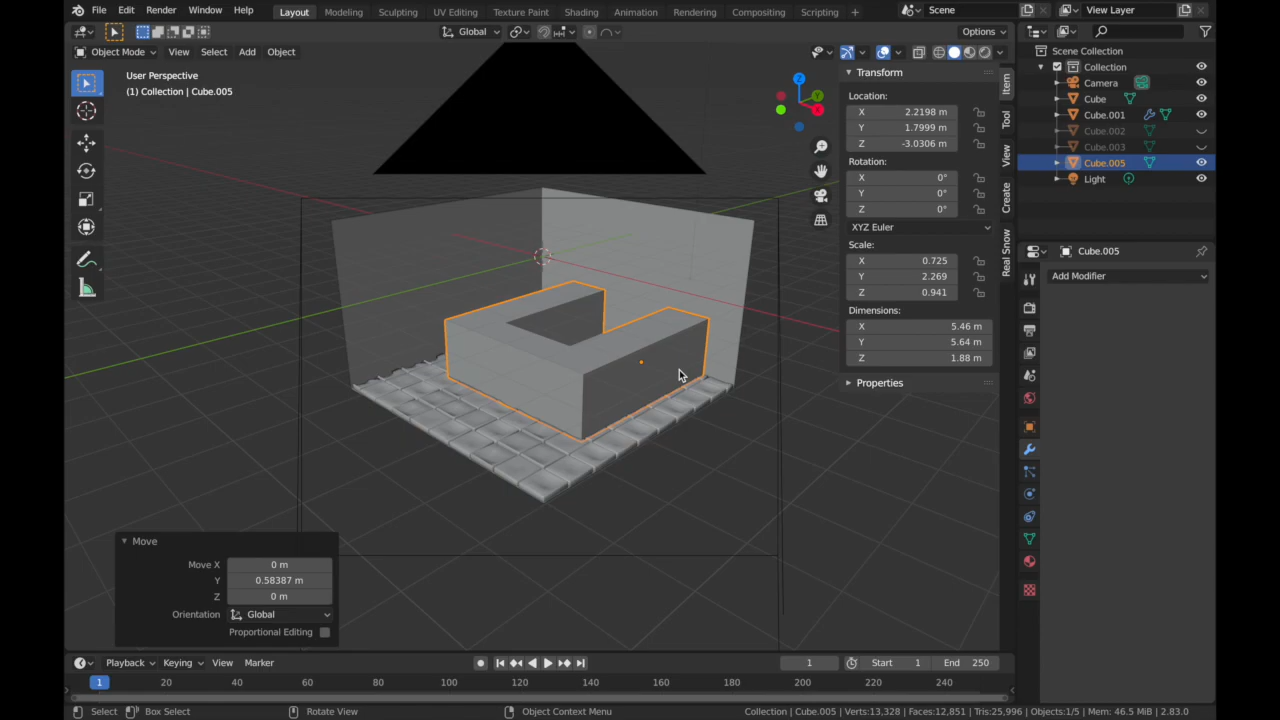 File Edit Render Window Help Layout Modeling Sculpting UV Editing Texture Paint Shading Animation Rendering Compositing Scripting + Scene View Layer
Global Options
Object Mode View Select Add Object
User Perspective
(1) Collection | Cube.005
Z
Y
X
Transform
Location:
X 2.2198 m
Y 1.7999 m
Z -3.0306 m
Rotation:
X 0°
Y 0°
Z 0°
XYZ Euler
Scale:
X 0.725
Y 2.269
Z 0.941
Dimensions:
X 5.46 m
Y 5.64 m
Z 1.88 m
Properties
Item
Tool
View
Create
Real Snow
Scene Collection
Collection
Camera
Cube
Cube.001
Cube.002
Cube.003
Cube.005
Light
Cube.005
Add Modifier
Move
Move X 0 m
Y 0.58387 m
Z 0 m
Orientation Global
Proportional Editing
Playback Keying View Marker 1 Start 1 End 250
1 20 40 60 80 100 120 140 160 180 200 220 240
Select Box Select Rotate View Object Context Menu Collection | Cube.005 | Verts:13,328 | Faces:12,851 | Tris:25,996 | Objects:1/5 | Mem: 46.5 MiB | 2.83.0